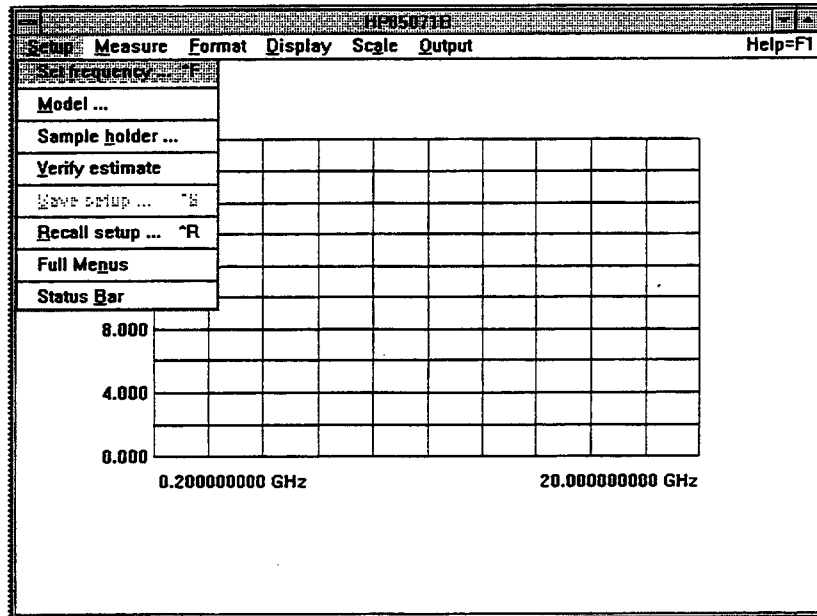 HP85071B
Setup Measure Format Display Scale Output Help=F1
Set frequency ... ^F
Model ...
Sample holder ...
Verify estimate
Save setup ... ^S
Recall setup ... ^R
Full Menus
Status Bar
8.000
4.000
0.000
0.200000000 GHz 20.000000000 GHz